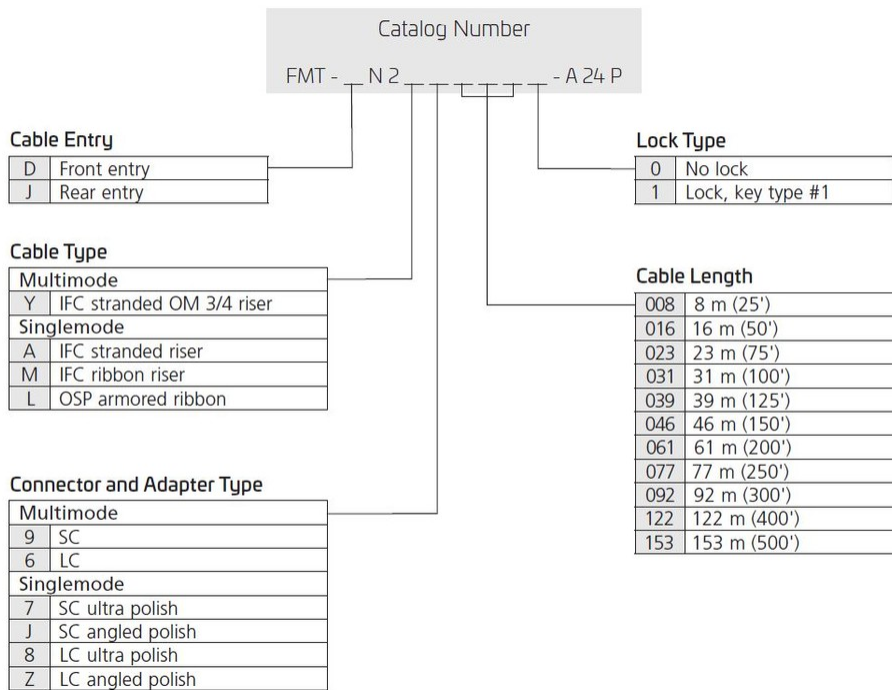 Catalog Number
FMT - _ N 2 _ _ _ _ _ _ - A 24 P
Cable Entry
D Front entry
J Rear entry
Cable Type
Multimode
Y IFC stranded OM 3/4 riser
Singlemode
A IFC stranded riser
M IFC ribbon riser
L OSP armored ribbon
Connector and Adapter Type
Multimode
9 SC
6 LC
Singlemode
7 SC ultra polish
J SC angled polish
8 LC ultra polish
Z LC angled polish
Lock Type
0 No lock
1 Lock, key type #1
Cable Length
008 8 m (25')
016 16 m (50')
023 23 m (75')
031 31 m (100')
039 39 m (125')
046 46 m (150')
061 61 m (200')
077 77 m (250')
092 92 m (300')
122 122 m (400')
153 153 m (500')